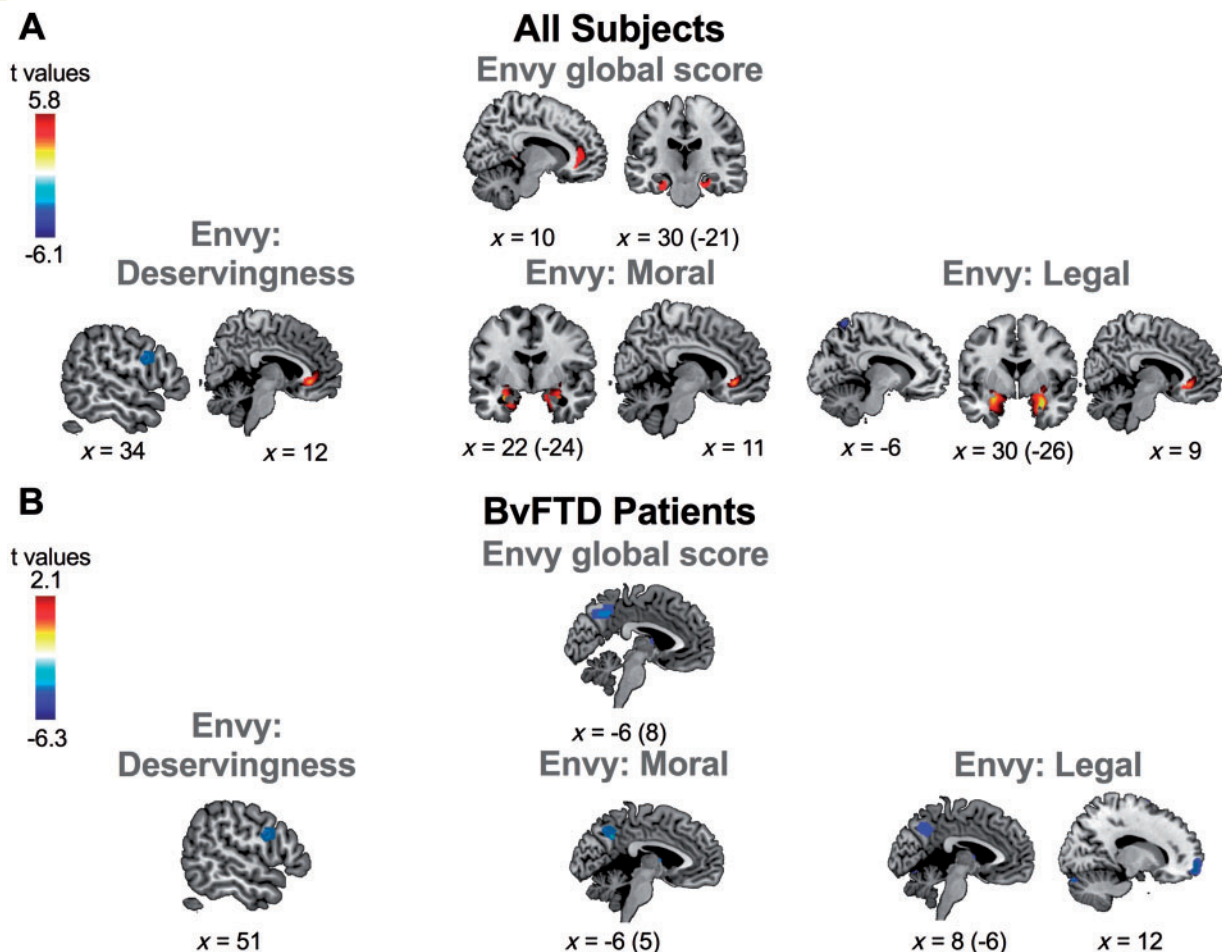 A
All Subjects
t values
Envy global score
5.8
-6.1
x = 10
x = 30 (-21)
Envy:
Deservingness
Envy: Moral
Envy: Legal
x = 34
x = 12
x = 22 (-24)
x = 11
x = -6
x = 30 (-26)
x = 9
B
BvFTD Patients
t values
Envy global score
2.1
-6.3
x = -6 (8)
Envy:
Deservingness
Envy: Moral
Envy: Legal
x = 51
x = -6 (5)
x = 8 (-6)
x = 12